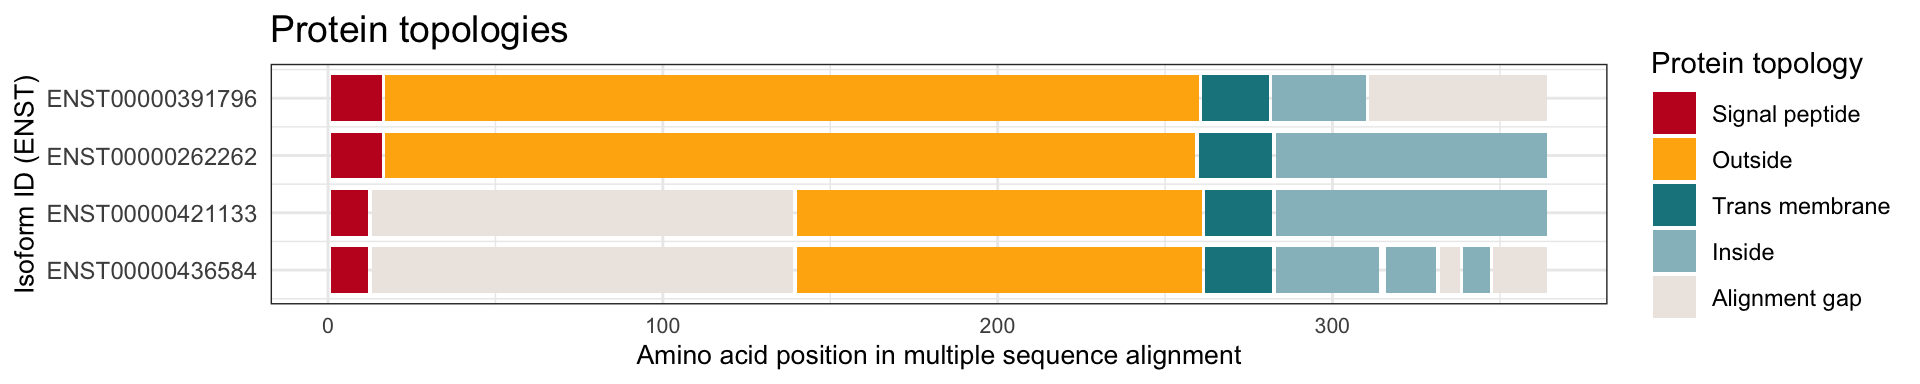 Protein topologies
Isoform ID (ENST)
ENST00000391796
ENST00000262262
ENST00000421133
ENST00000436584
0 100 200 300
Amino acid position in multiple sequence alignment
Protein topology
Signal peptide
Outside
Trans membrane
Inside
Alignment gap